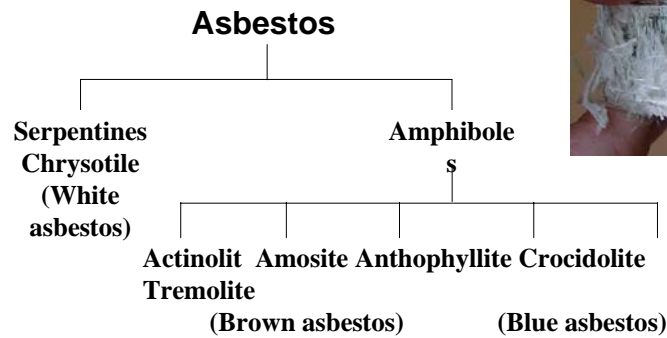 Asbestos
Serpentines
Chrysotile
(White
asbestos)
Amphibole
s
Actinolit Amosite Anthophyllite Crocidolite
Tremolite
(Brown asbestos) (Blue asbestos)